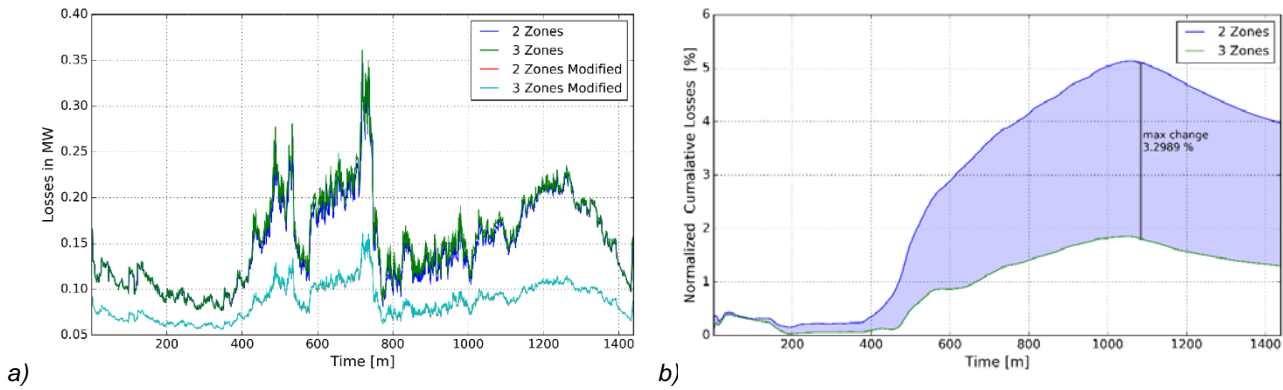 0.40
0.35
0.30
0.25
0.20
0.15
0.10
0.05
Losses in MW
2 Zones
3 Zones
2 Zones Modified
3 Zones Modified
200
400
600
800
1000
1200
1400
Time [m]
a)
6
5
4
3
2
1
0
Normalized Cumalative Losses [%]
2 Zones
3 Zones
max change
3.2989 %
200
400
600
800
1000
1200
1400
Time [m]
b)